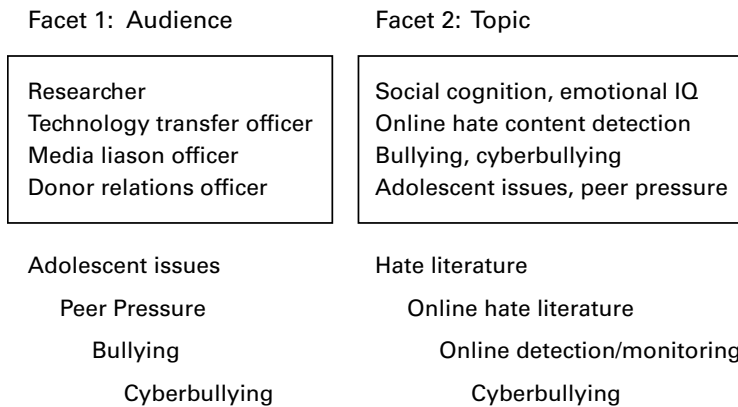 Facet 1: Audience
Researcher
Technology transfer officer
Media liason officer
Donor relations officer
Facet 2: Topic
Social cognition, emotional IQ
Online hate content detection
Bullying, cyberbullying
Adolescent issues, peer pressure
Adolescent issues
Peer Pressure
Bullying
Cyberbullying
Hate literature
Online hate literature
Online detection/monitoring
Cyberbullying